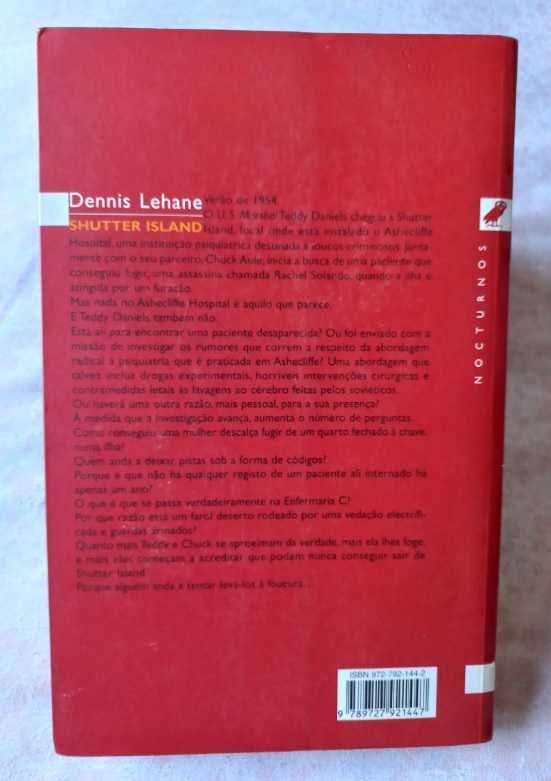 Dennis Lehane
SHUTTER ISLAND
Verão de 1954.
O U.S. Marshal Teddy Daniels chegou a Shutter
Island, local onde está instalado o Ashecliffe
Hospital, uma instituição psiquiátrica destinada a loucos criminosos. Junta-
mente com o seu parceiro, Chuck Aule, inicia a busca de uma paciente que
conseguiu fugir, uma assassina chamada Rachel Solando, quando a ilha é
atingida por um furacão.
Mas nada no Ashecliffe Hospital é aquilo que parece.
E Teddy Daniels também não.
Está ali para encontrar uma paciente desaparecida? Ou foi enviado com a
missão de investigar os rumores que correm a respeito da abordagem
radical à psiquiatria que é praticada em Ashecliffe? Uma abordagem que
talvez inclua drogas experimentais, horríveis intervenções cirúrgicas e
contramedidas letais às lavagens ao cérebro feitas pelos soviéticos.
Ou haverá uma outra razão, mais pessoal, para a sua presença?
À medida que a investigação avança, aumenta o número de perguntas.
Como conseguiu uma mulher descalça fugir de um quarto fechado à chave,
numa ilha?
Quem anda a deixar pistas sob a forma de códigos?
Porque é que não há qualquer registo de um paciente ali internado há
apenas um ano?
O que é que se passa verdadeiramente na Enfermaria C?
Por que razão está um farol deserto rodeado por uma vedação electrifi-
cada e guardas armados?
Quanto mais Teddy e Chuck se aproximam da verdade, mais ela lhes foge,
e mais eles começam a acreditar que podem nunca conseguir sair de
Shutter Island.
Porque alguém anda a tentar levá-los à loucura...
NOCTURNOS
ISBN 972-792-144-2
9 789727 921447